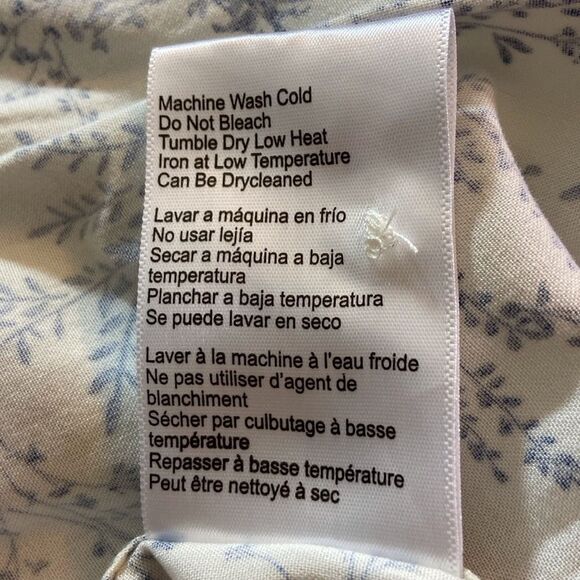 Machine Wash Cold
Do Not Bleach
Tumble Dry Low Heat
Iron at Low Temperature
Can Be Drycleaned
Lavar a máquina en frío
No usar lejía
Secar a máquina a baja
temperatura
Planchar a baja temperatura
Se puede lavar en seco
Laver à la machine à l'eau froide
Ne pas utiliser d'agent de
blanchiment
Sécher par culbutage à basse
température
Repasser à basse température
Peut être nettoyé à sec